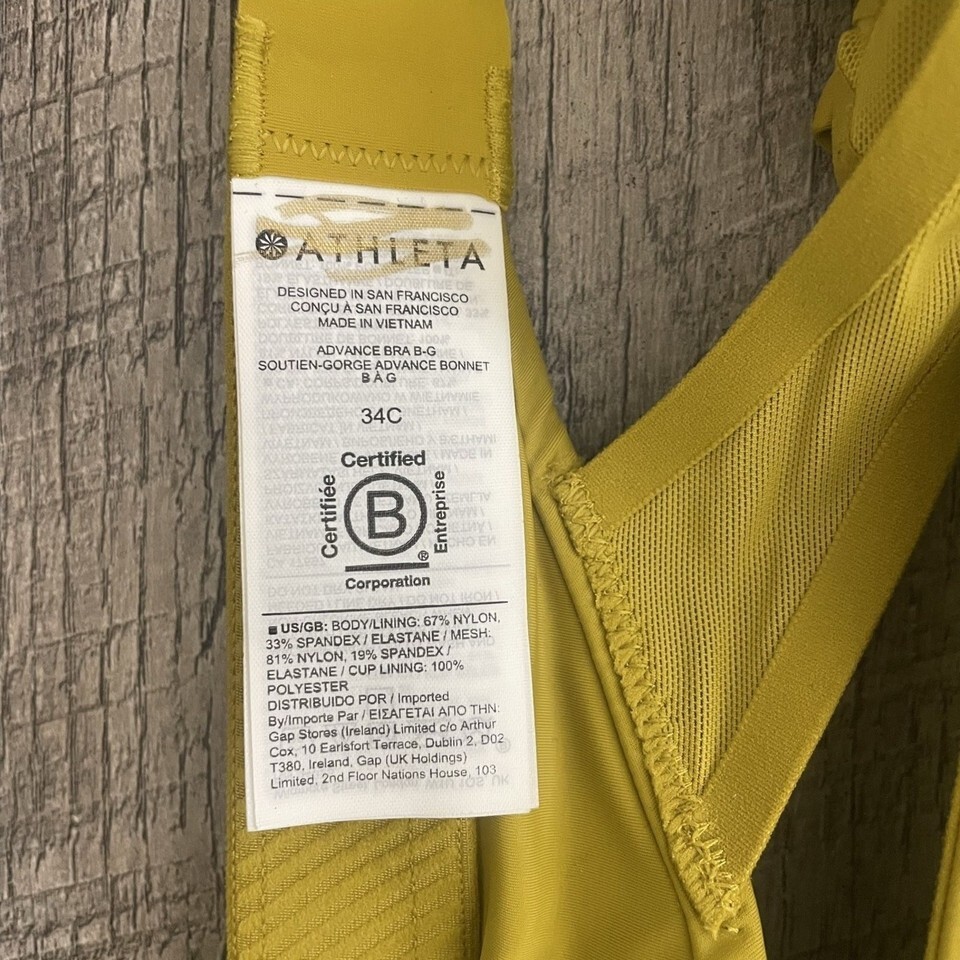 ATHLETA
DESIGNED IN SAN FRANCISCO
CONÇU À SAN FRANCISCO
MADE IN VIETNAM
ADVANCE BRA B-G
SOUTIEN-GORGE ADVANCE BONNET
B À G
34C
Certified
Certifiée
B
®
Entreprise
Corporation
US/GB: BODY/LINING: 67% NYLON,
33% SPANDEX / ELASTANE / MESH:
81% NYLON, 19% SPANDEX /
ELASTANE / CUP LINING: 100%
POLYESTER
DISTRIBUIDO POR / Imported
By/Importe Par / ΕΙΣΑΓΕΤΑΙ ΑΠΟ ΤΗΝ:
Gap Stores (Ireland) Limited c/o Arthur
Cox, 10 Earlsfort Terrace, Dublin 2, D02
T380, Ireland, Gap (UK Holdings)
Limited, 2nd Floor Nations House, 103